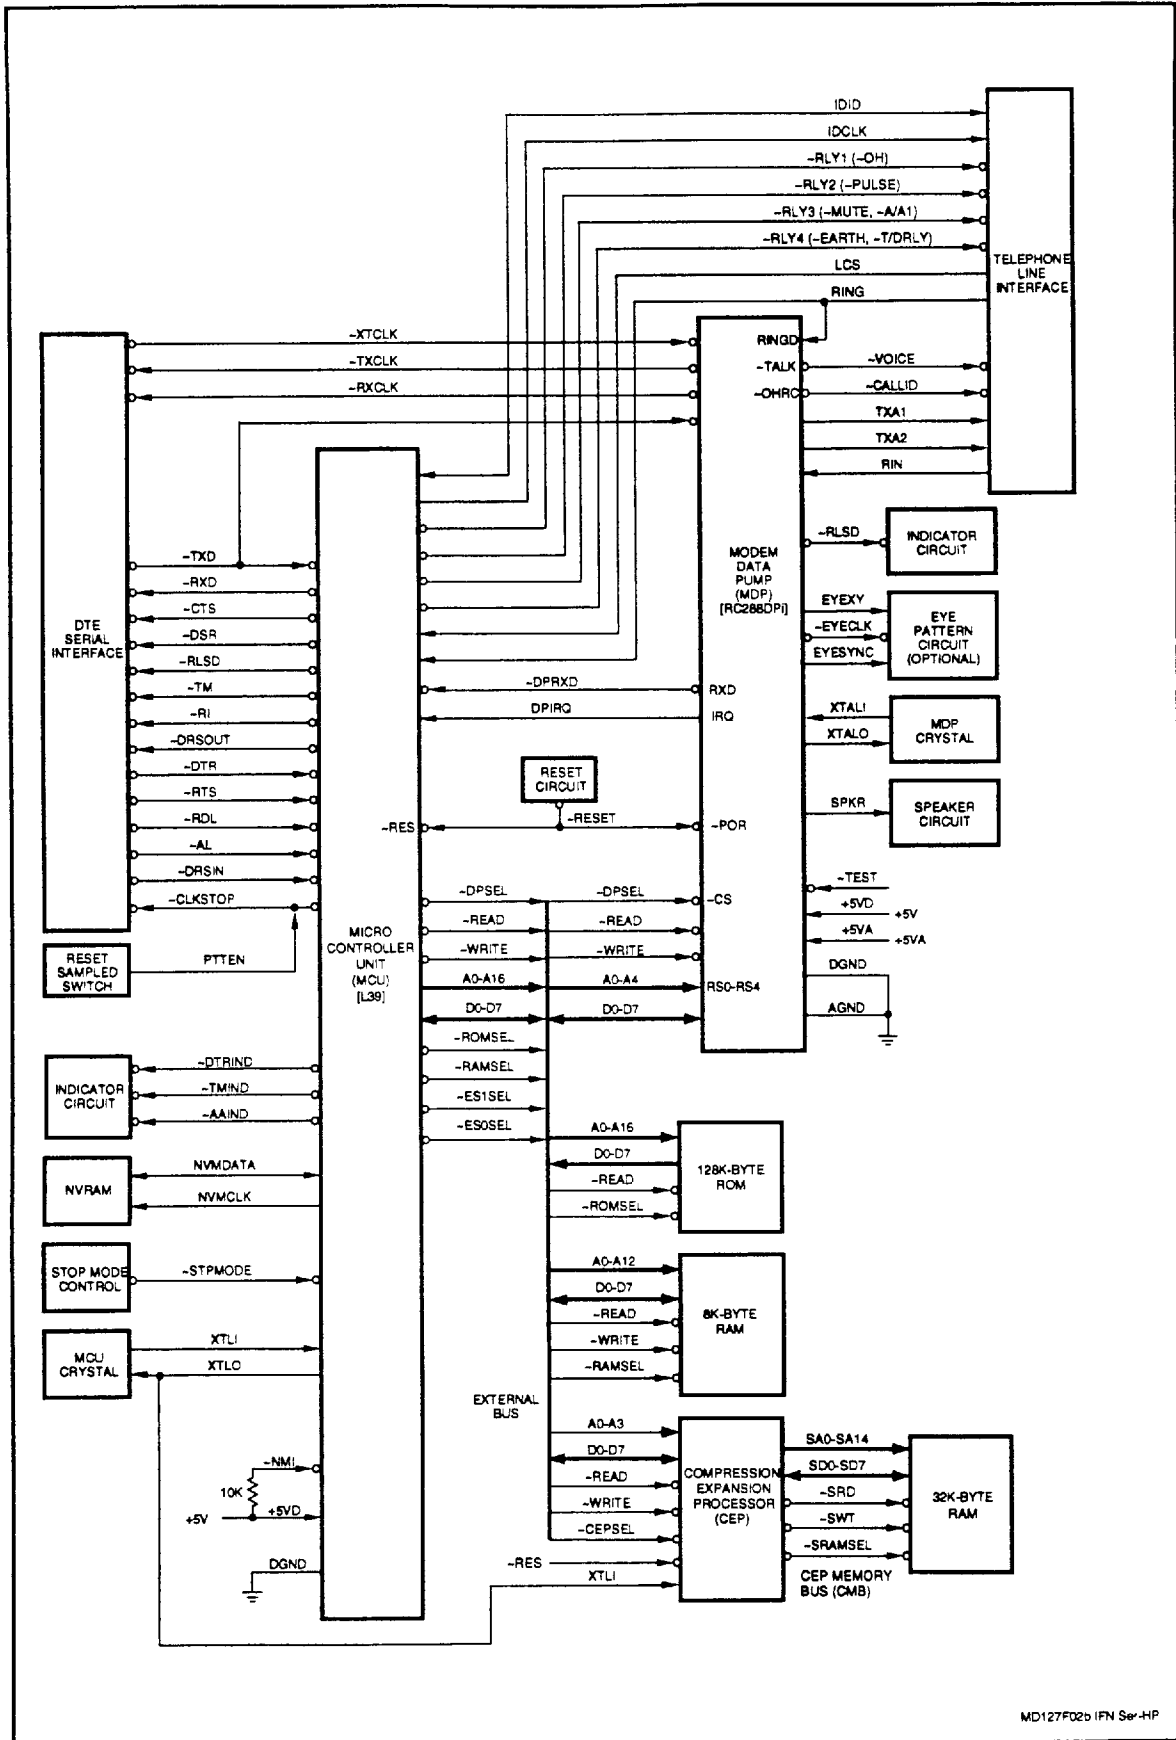 IDID
IDCLK
~RLY1 (~OH)
~RLY2 (~PULSE)
~RLY3 (~MUTE, ~A/A1)
~RLY4 (~EARTH, ~T/DRLY)
LCS
RING
TELEPHONE
LINE
INTERFACE
~XTCLK
~TXCLK
~RXCLK
RINGD
~TALK
~OHRC
~VOICE
~CALLID
TXA1
TXA2
RIN
DTE
SERIAL
INTERFACE
~TXD
~RXD
~CTS
~DSR
~RLSD
~TM
~RI
~DRSOUT
~DTR
~RTS
~RDL
~AL
~DRSIN
~CLKSTOP
RESET
SAMPLED
SWITCH
PTTEN
MICRO
CONTROLLER
UNIT
(MCU)
[L39]
~RES
MODEM
DATA
PUMP
(MDP)
[RC288DPi]
~RLSD
INDICATOR
CIRCUIT
EYEXY
~EYECLK
EYESYNC
EYE
PATTERN
CIRCUIT
(OPTIONAL)
~DPRXD
RXD
DPIRQ
IRQ
XTALI
XTALO
MDP
CRYSTAL
RESET
CIRCUIT
~RESET
~POR
SPKR
SPEAKER
CIRCUIT
~TEST
+5VD
+5V
+5VA
+5VA
DGND
AGND
~DPSEL
~DPSEL
~CS
~READ
~READ
~WRITE
~WRITE
A0-A16
A0-A4
RS0-RS4
D0-D7
D0-D7
~ROMSEL
~RAMSEL
~ES1SEL
~ES0SEL
INDICATOR
CIRCUIT
~DTRIND
~TMIND
~AAIND
NVRAM
NVMDATA
NVMCLK
STOP MODE
CONTROL
~STPMODE
MCU
CRYSTAL
XTLI
XTLO
A0-A16
D0-D7
~READ
~ROMSEL
128K-BYTE
ROM
A0-A12
D0-D7
~READ
~WRITE
~RAMSEL
8K-BYTE
RAM
EXTERNAL
BUS
A0-A3
D0-D7
~READ
~WRITE
~CEPSEL
~RES
XTLI
COMPRESSION
EXPANSION
PROCESSOR
(CEP)
SA0-SA14
SD0-SD7
~SRD
~SWT
~SRAMSEL
32K-BYTE
RAM
CEP MEMORY
BUS (CMB)
~NMI
10K
+5V
+5VD
DGND
MD127F02b IFN Ser-HP